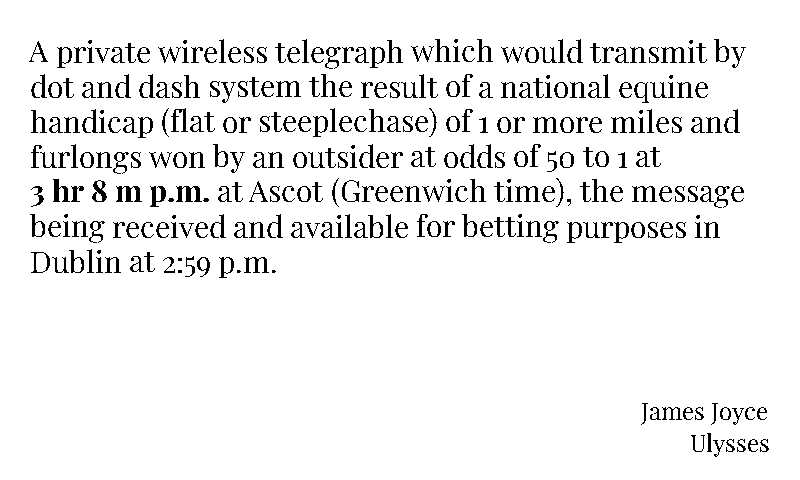 A private wireless telegraph which would transmit by
dot and dash system the result of a national equine
handicap (flat or steeplechase) of 1 or more miles and
furlongs won by an outsider at odds of 50 to 1 at
3 hr 8 m p.m. at Ascot (Greenwich time), the message
being received and available for betting purposes in
Dublin at 2:59 p.m.
James Joyce
Ulysses